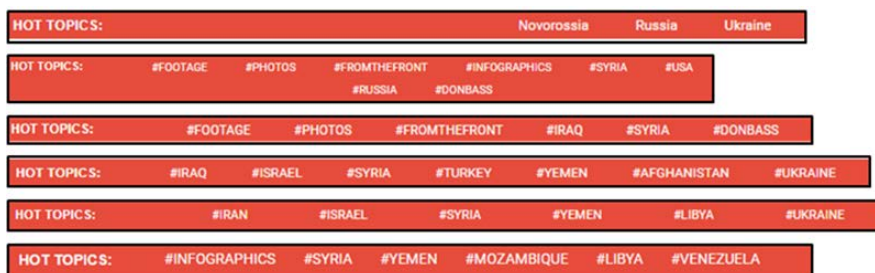 HOT TOPICS: Novorossia Russia Ukraine
HOT TOPICS: #FOOTAGE #PHOTOS #FROMTHEFRONT #INFOGRAPHICS #SYRIA #USA
#RUSSIA #DONBASS
HOT TOPICS: #FOOTAGE #PHOTOS #FROMTHEFRONT #IRAQ #SYRIA #DONBASS
HOT TOPICS: #IRAQ #ISRAEL #SYRIA #TURKEY #YEMEN #AFGHANISTAN #UKRAINE
HOT TOPICS: #IRAN #ISRAEL #SYRIA #YEMEN #LIBYA #UKRAINE
HOT TOPICS: #INFOGRAPHICS #SYRIA #YEMEN #MOZAMBIQUE #LIBYA #VENEZUELA